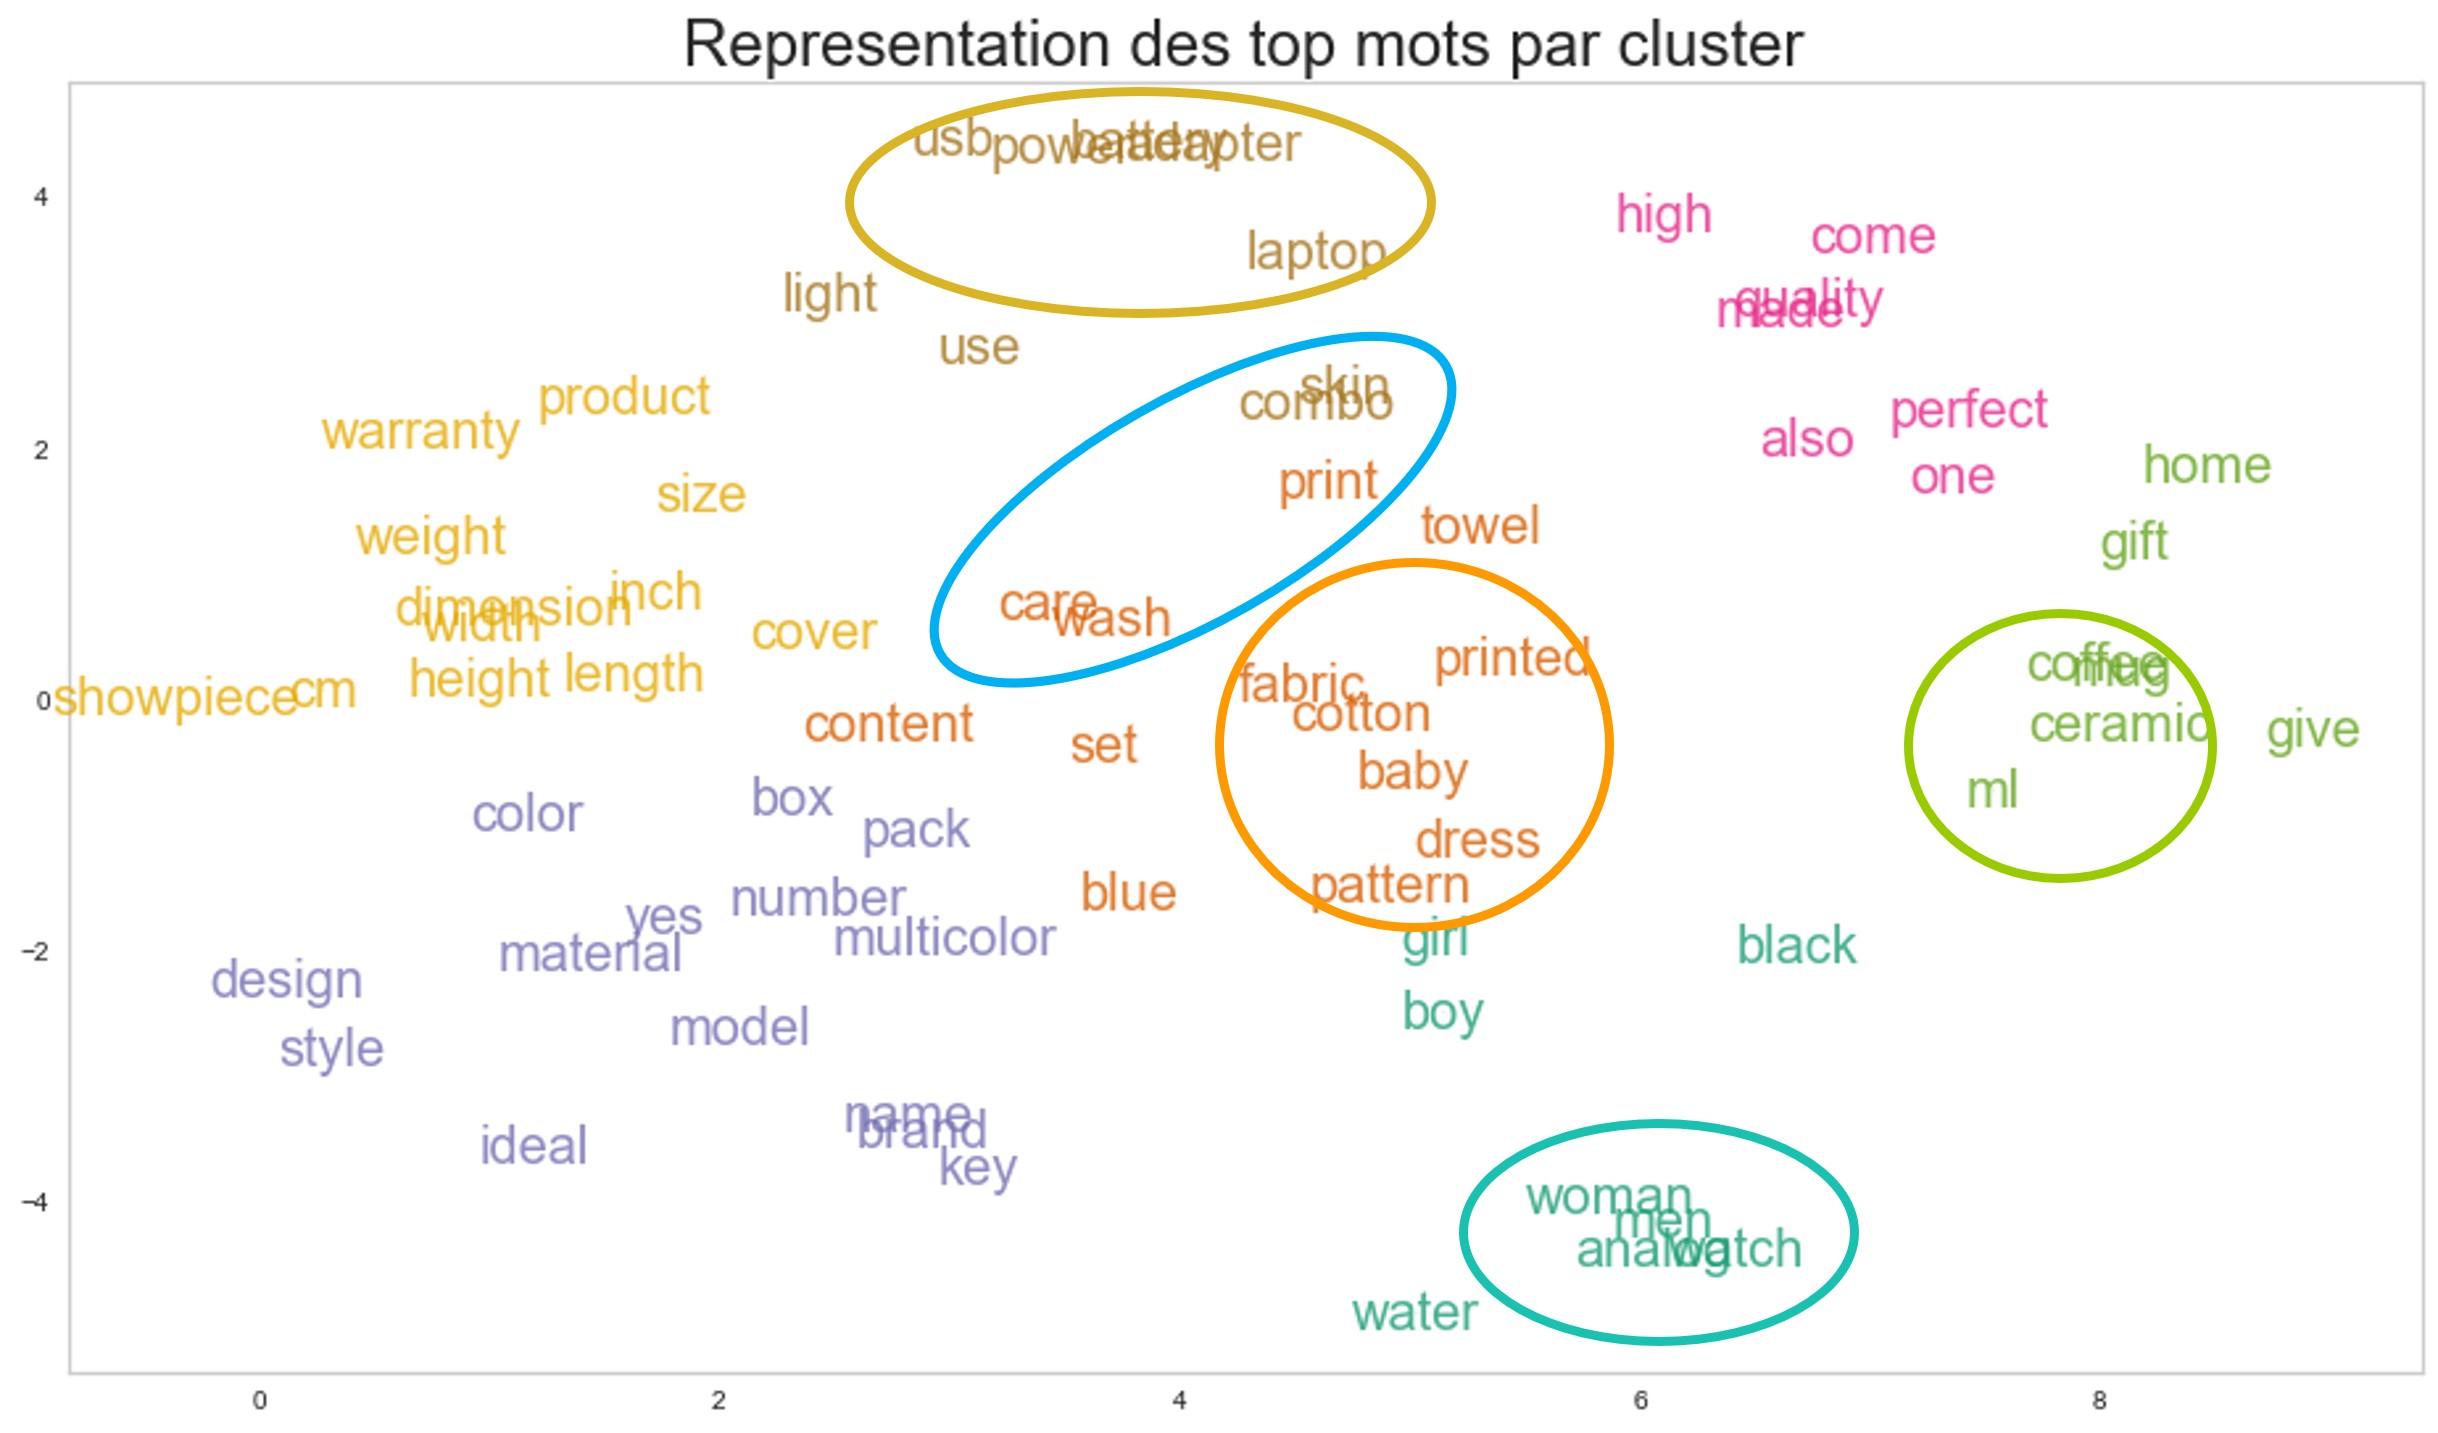 Representation des top mots par cluster
usb power battery adapter
4
high
come
laptop
light
quality
made
use
skin
product
combo
perfect
warranty
2
also
home
print
one
size
towel
weight
gift
inch
dimension
care
width
wash
cover
printed
coffee
mug
height length
fabric
0
showpiece cm
cotton
content
ceramic
give
set
baby
ml
box
color
pack
dress
pattern
number
blue
yes
multicolor
girl
black
-2
material
design
boy
model
style
name
brand
ideal
key
-4
woman
men
analog watch
water
0 2 4 6 8